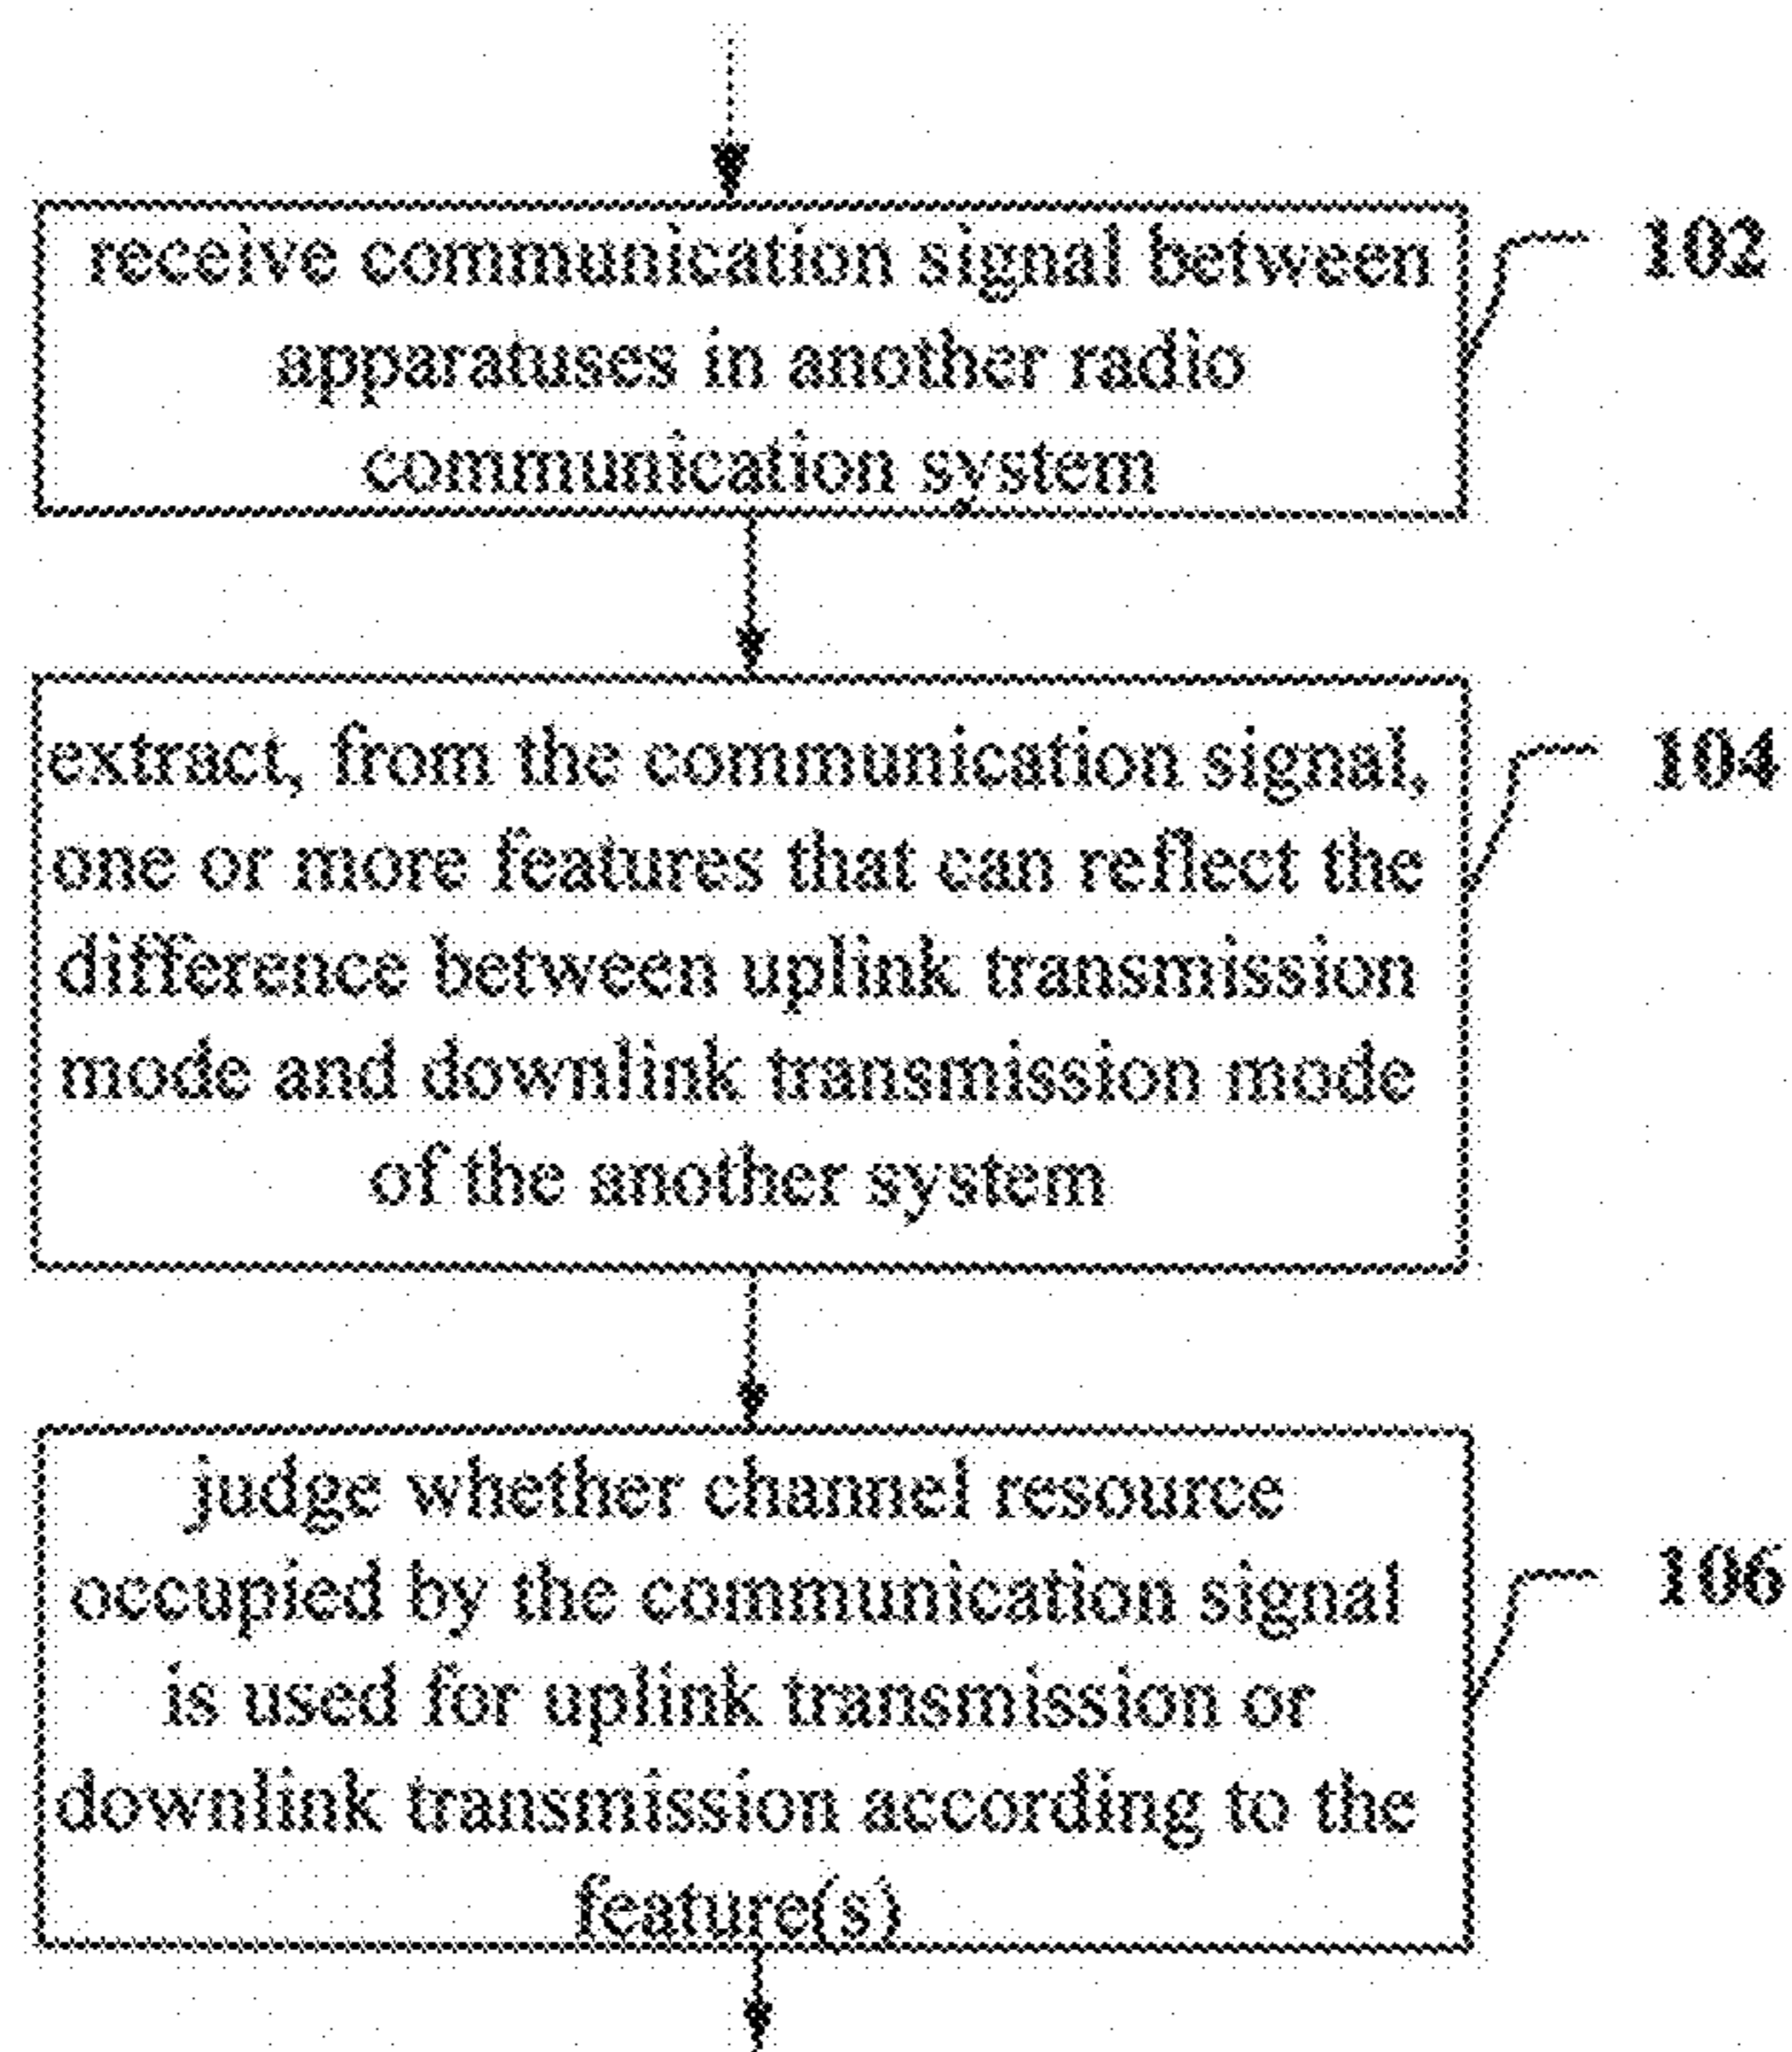 receive communication signal between
102
apparatuses in another radio
communication system
extract, from the communication signal,
104
one or more features that can reflect the
difference between uplink transmission
mode and downlink transmission mode
of the another system
judge whether channel resource
106
occupied by the communication signal
is used for uplink transmission or
downlink transmission according to the
feature(s)